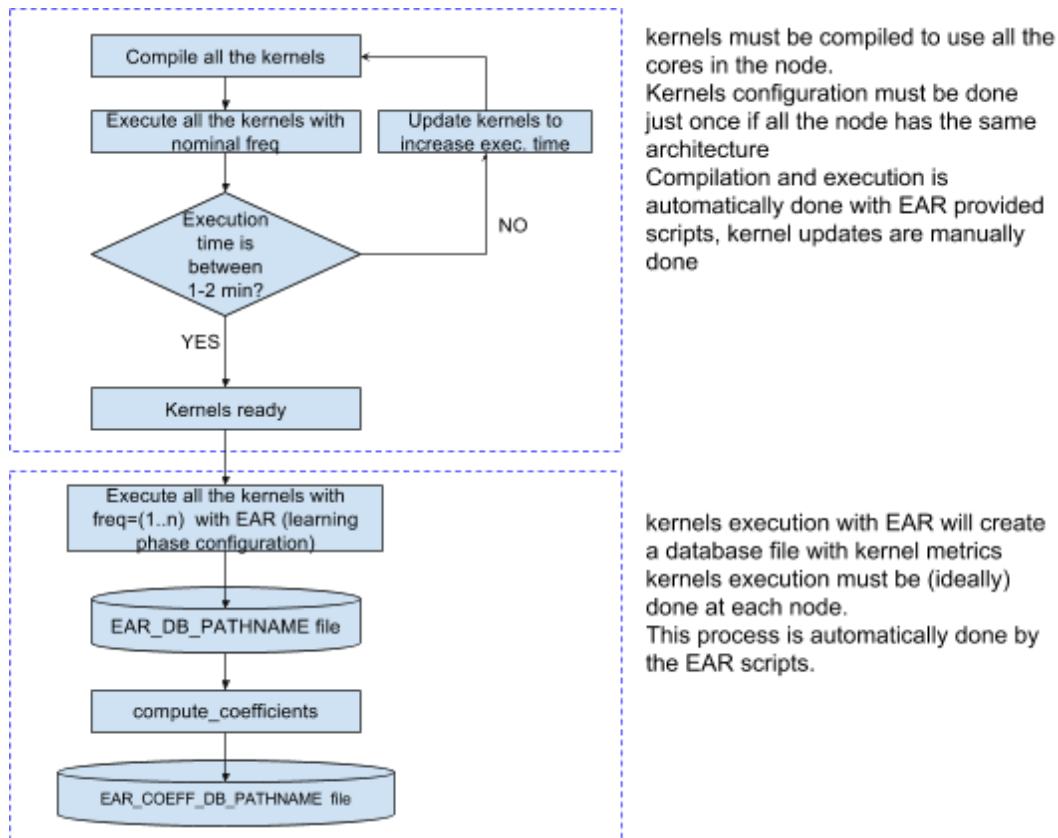 Compile all the kernels
Execute all the kernels with
nominal freq
Update kernels to
increase exec. time
Execution
time is
between
1-2 min?
NO
YES
Kernels ready
kernels must be compiled to use all the
cores in the node.
Kernels configuration must be done
just once if all the node has the same
architecture
Compilation and execution is
automatically done with EAR provided
scripts, kernel updates are manually
done
Execute all the kernels with
freq=(1..n) with EAR (learning
phase configuration)
EAR_DB_PATHNAME file
compute_coefficients
EAR_COEFF_DB_PATHNAME file
kernels execution with EAR will create
a database file with kernel metrics
kernels execution must be (ideally)
done at each node.
This process is automatically done by
the EAR scripts.